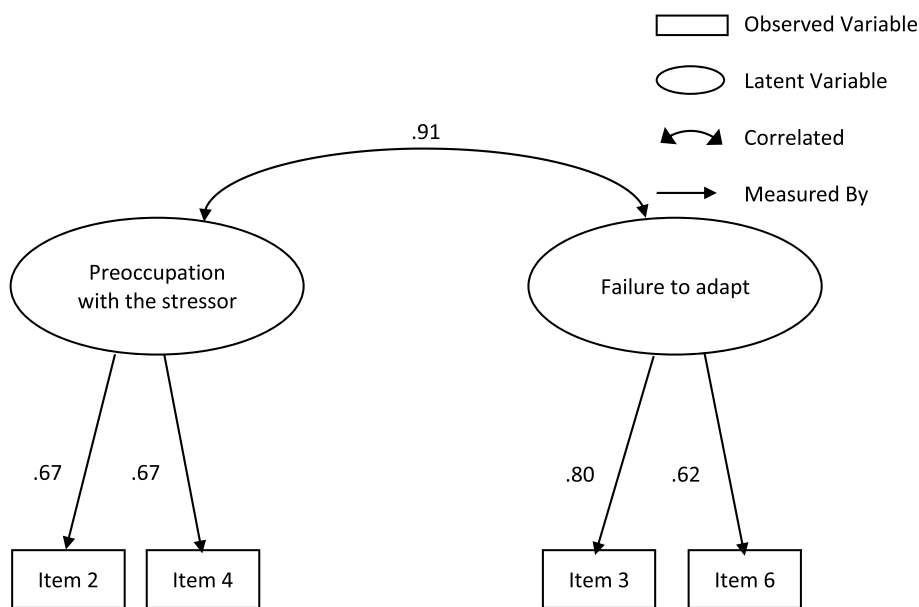 Observed Variable
Latent Variable
Correlated
Measured By
.91
Preoccupation
with the stressor
Failure to adapt
.67
.67
.80
.62
Item 2
Item 4
Item 3
Item 6